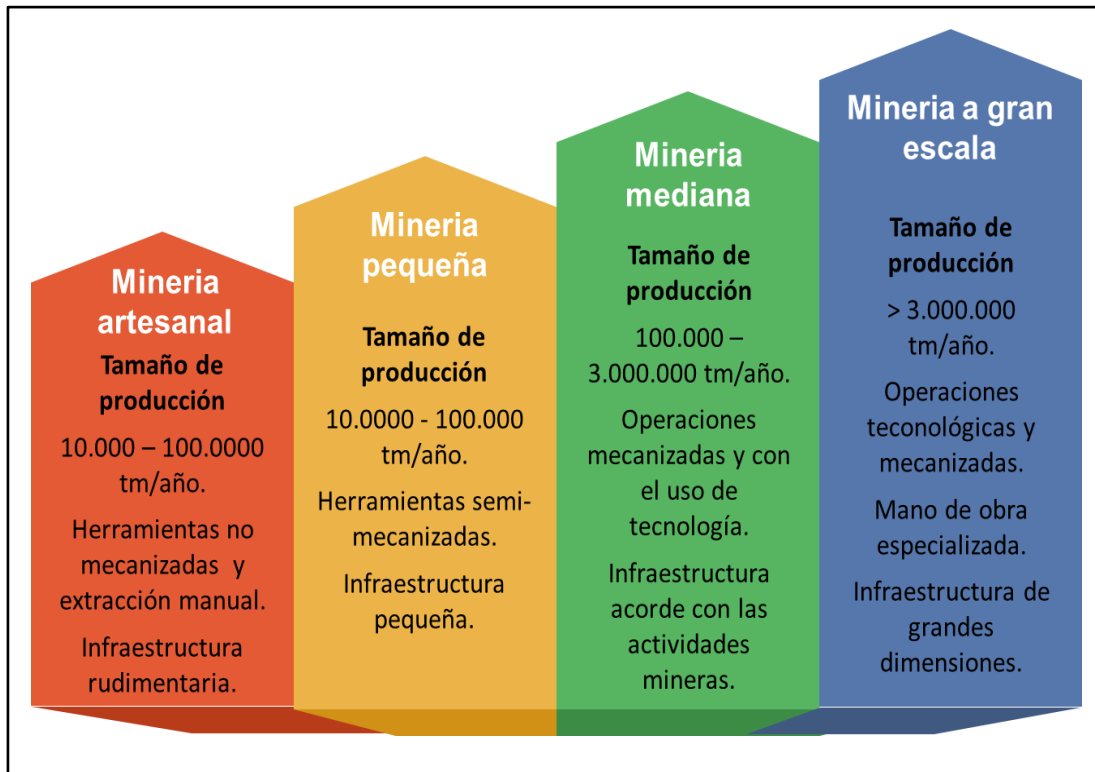 Mineria
artesanal
Tamaño de
producción
10.000 – 100.0000
tm/año.
Herramientas no
mecanizadas y
extracción manual.
Infraestructura
rudimentaria.
Mineria
pequeña
Tamaño de
producción
10.0000 - 100.000
tm/año.
Herramientas semi-
mecanizadas.
Infraestructura
pequeña.
Mineria
mediana
Tamaño de
producción
100.000 –
3.000.000 tm/año.
Operaciones
mecanizadas y con
el uso de
tecnología.
Infraestructura
acorde con las
actividades
mineras.
Mineria a gran
escala
Tamaño de
producción
> 3.000.000
tm/año.
Operaciones
teconológicas y
mecanizadas.
Mano de obra
especializada.
Infraestructura de
grandes
dimensiones.